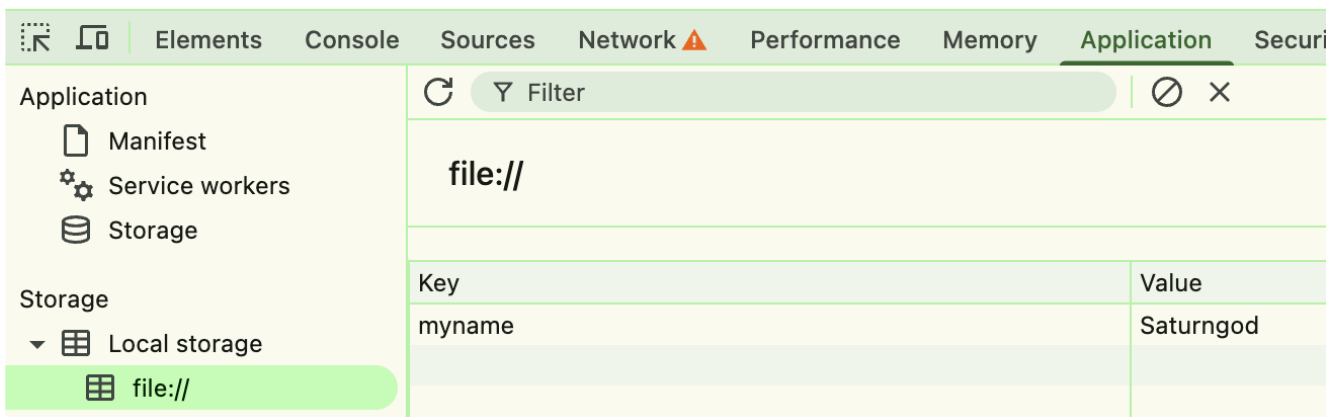 Elements Console Sources Network Performance Memory Application Securi
Application
Manifest
Service workers
Storage
Storage
Local storage
file://
Filter
file://
Key Value
myname Saturngod